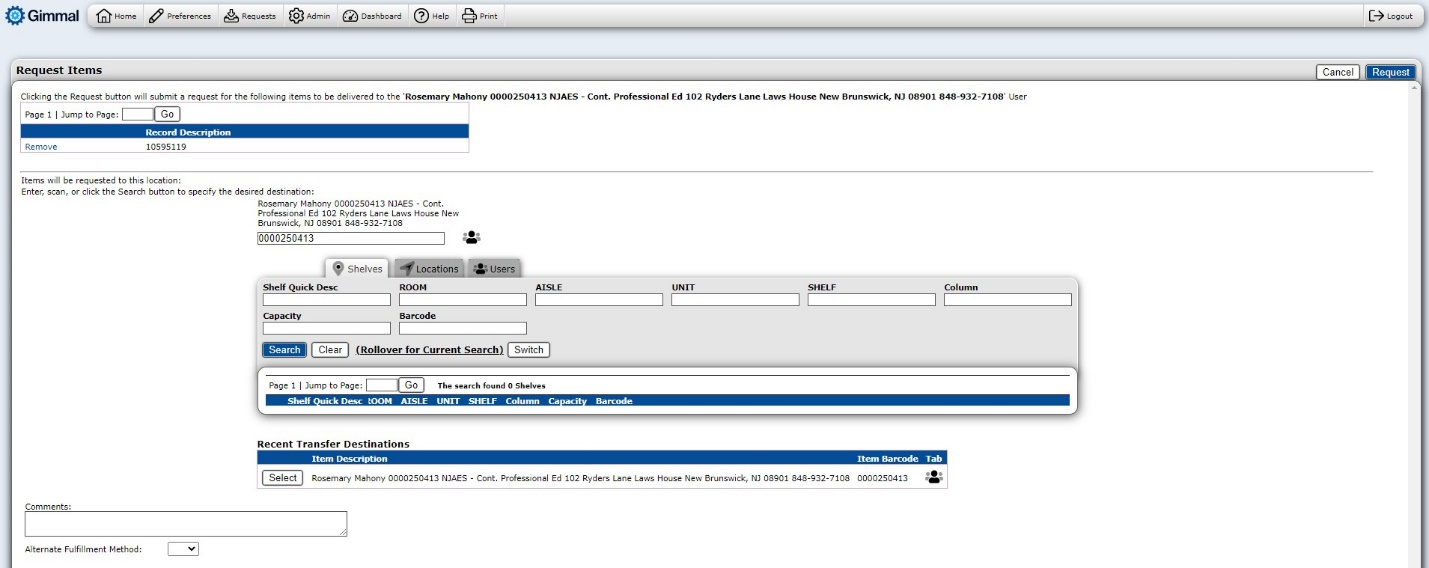 Gimmal Home Preferences Requests Admin Dashboard Help Print Logout
Request Items Cancel Request
Clicking the Request button will submit a request for the following items to be delivered to the 'Rosemary Mahony 0000250413 NJAES - Cont. Professional Ed 102 Ryders Lane Laws House New Brunswick, NJ 08901 848-932-7108' User
Page 1 | Jump to Page: Go
Record Description
Remove 10595119
Items will be requested to this location:
Enter, scan, or click the Search button to specify the desired destination:
Rosemary Mahony 0000250413 NJAES - Cont.
Professional Ed 102 Ryders Lane Laws House New
Brunswick, NJ 08901 848-932-7108
0000250413
Shelves Locations Users
Shelf Quick Desc ROOM AISLE UNIT SHELF Column
Capacity Barcode
Search Clear (Rollover for Current Search) Switch
Page 1 | Jump to Page: Go The search found 0 Shelves
Shelf Quick Desc ROOM AISLE UNIT SHELF Column Capacity Barcode
Recent Transfer Destinations
Item Description Item Barcode Tab
Select Rosemary Mahony 0000250413 NJAES - Cont. Professional Ed 102 Ryders Lane Laws House New Brunswick, NJ 08901 848-932-7108 0000250413
Comments:
Alternate Fulfillment Method: